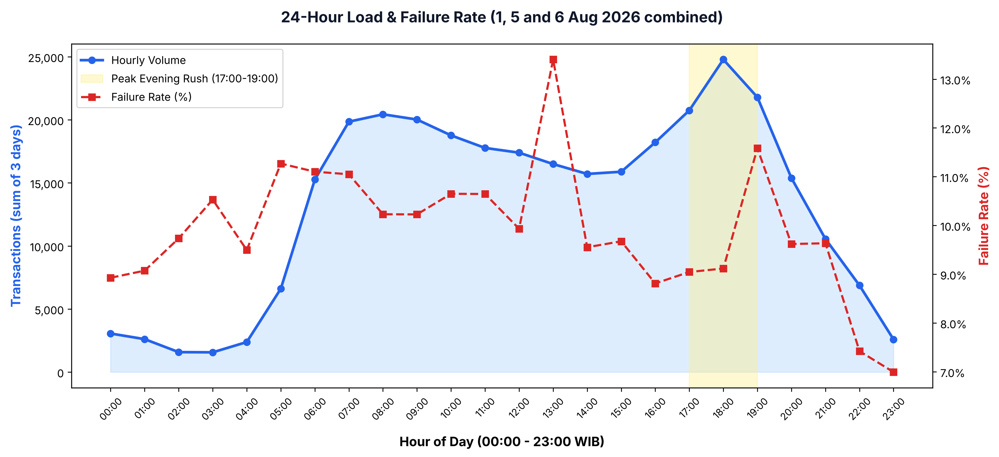 24-Hour Load & Failure Rate (1, 5 and 6 Aug 2026 combined)
Hourly Volume
Peak Evening Rush (17:00-19:00)
Failure Rate (%)
Transactions (sum of 3 days)
25,000
20,000
15,000
10,000
5,000
0
13.0%
12.0%
11.0%
10.0%
9.0%
8.0%
7.0%
Failure Rate (%)
00:00 01:00 02:00 03:00 04:00 05:00 06:00 07:00 08:00 09:00 10:00 11:00 12:00 13:00 14:00 15:00 16:00 17:00 18:00 19:00 20:00 21:00 22:00 23:00
Hour of Day (00:00 - 23:00 WIB)